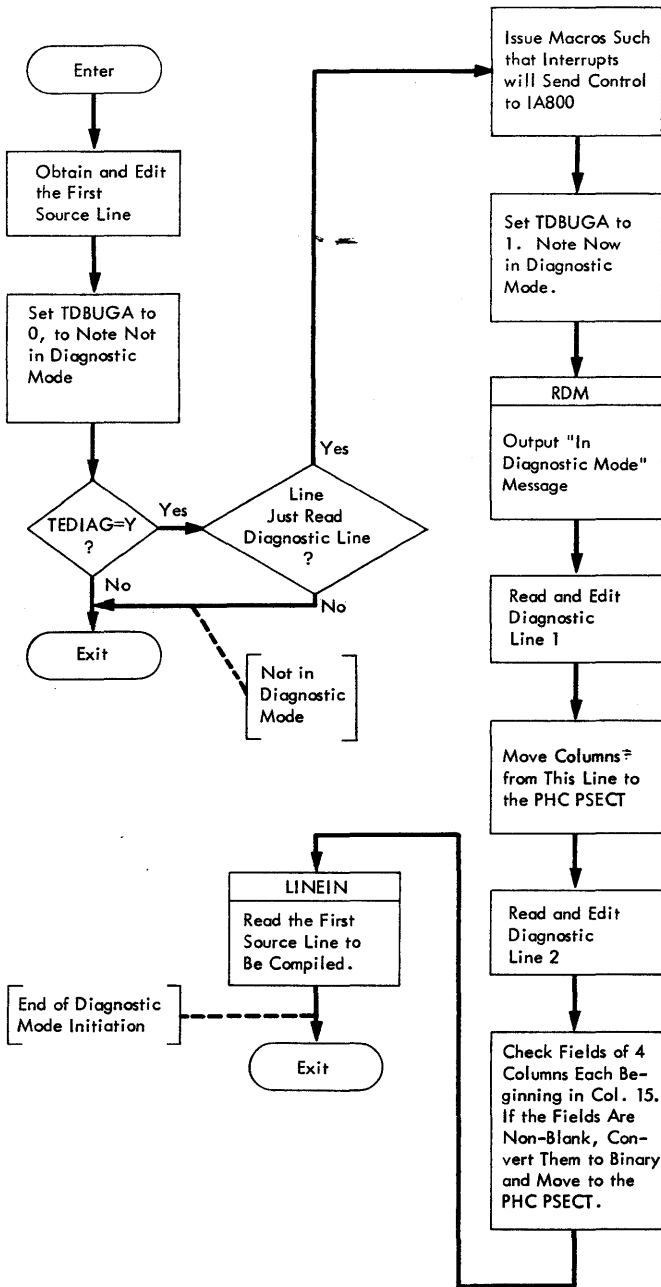 Enter
Obtain and Edit
the First
Source Line
Set TDBUGA to
0, to Note Not
in Diagnostic
Mode
TEDIAG=Y
?
Yes
No
Exit
Line
Just Read
Diagnostic Line
?
Yes
No
Not in
Diagnostic
Mode
Issue Macros Such
that Interrupts
will Send Control
to IA800
Set TDBUGA to
1. Note Now
in Diagnostic
Mode.
RDM
Output "In
Diagnostic Mode"
Message
Read and Edit
Diagnostic
Line 1
Move Columns
from This Line to
the PHC PSECT
Read and Edit
Diagnostic
Line 2
Check Fields of 4
Columns Each Be-
ginning in Col. 15.
If the Fields Are
Non-Blank, Con-
vert Them to Binary
and Move to the
PHC PSECT.
LINEIN
Read the First
Source Line to
Be Compiled.
End of Diagnostic
Mode Initiation
Exit